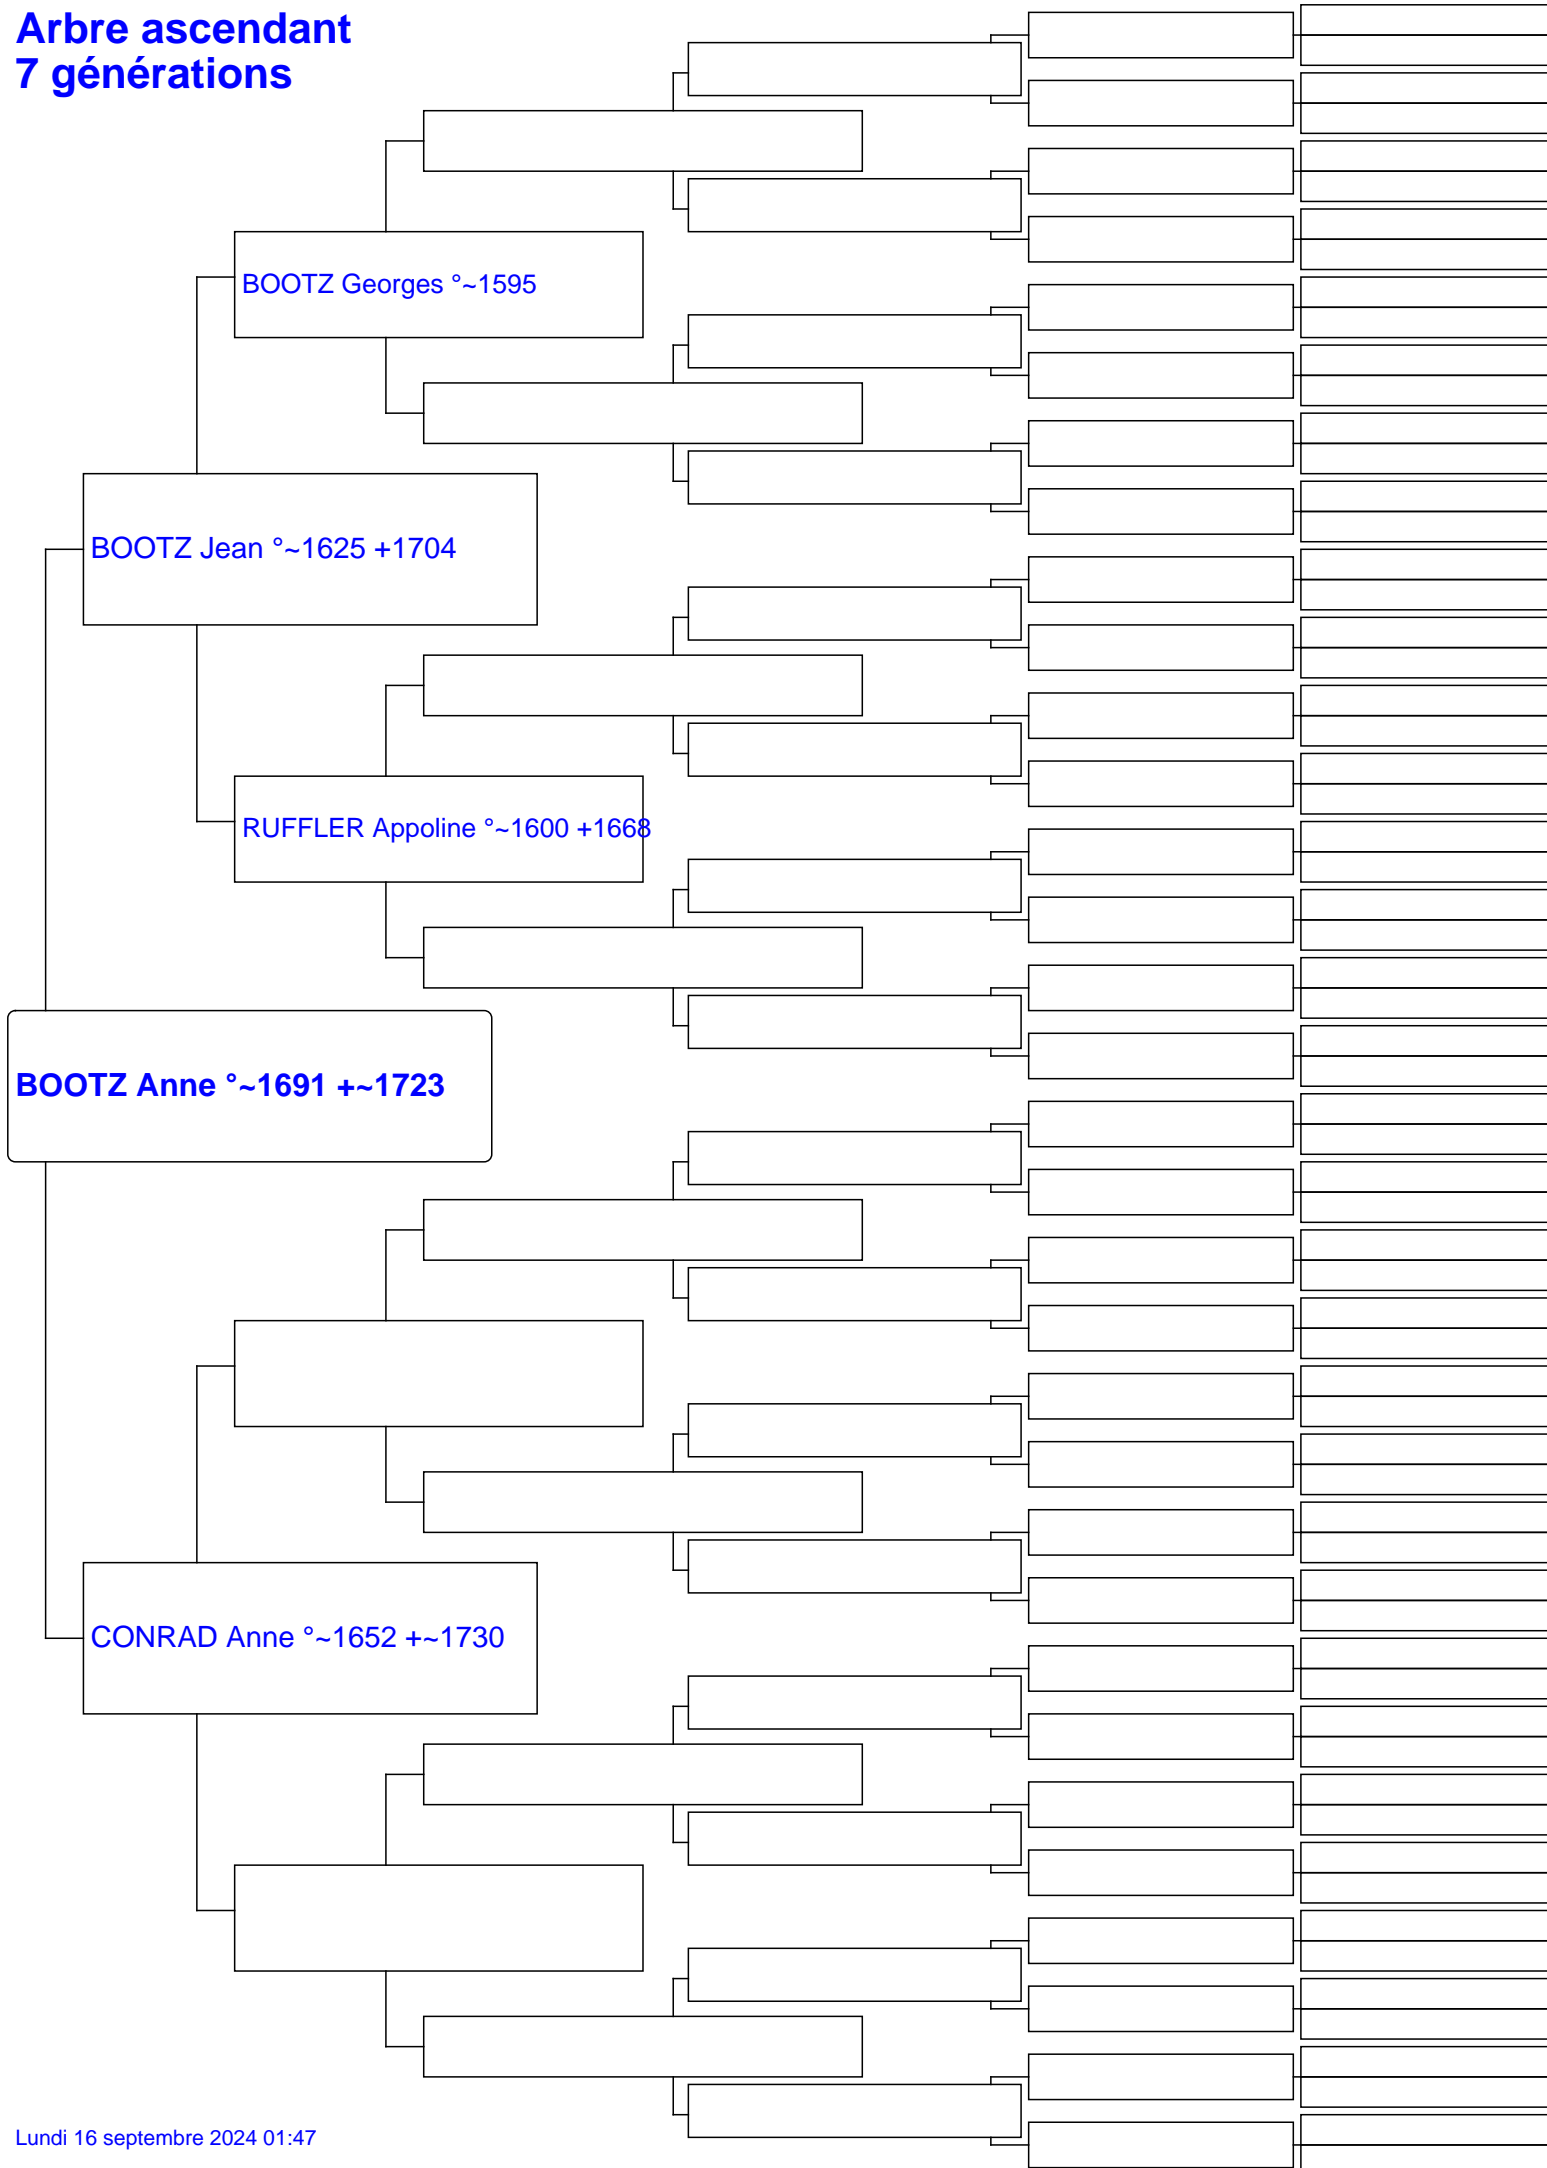 Arbre ascendant
7 générations
BOOTZ Georges °~1595
BOOTZ Jean °~1625 +1704
RUFFLER Appoline °~1600 +1668
BOOTZ Anne °~1691 +~1723
CONRAD Anne °~1652 +~1730
Lundi 16 septembre 2024 01:47